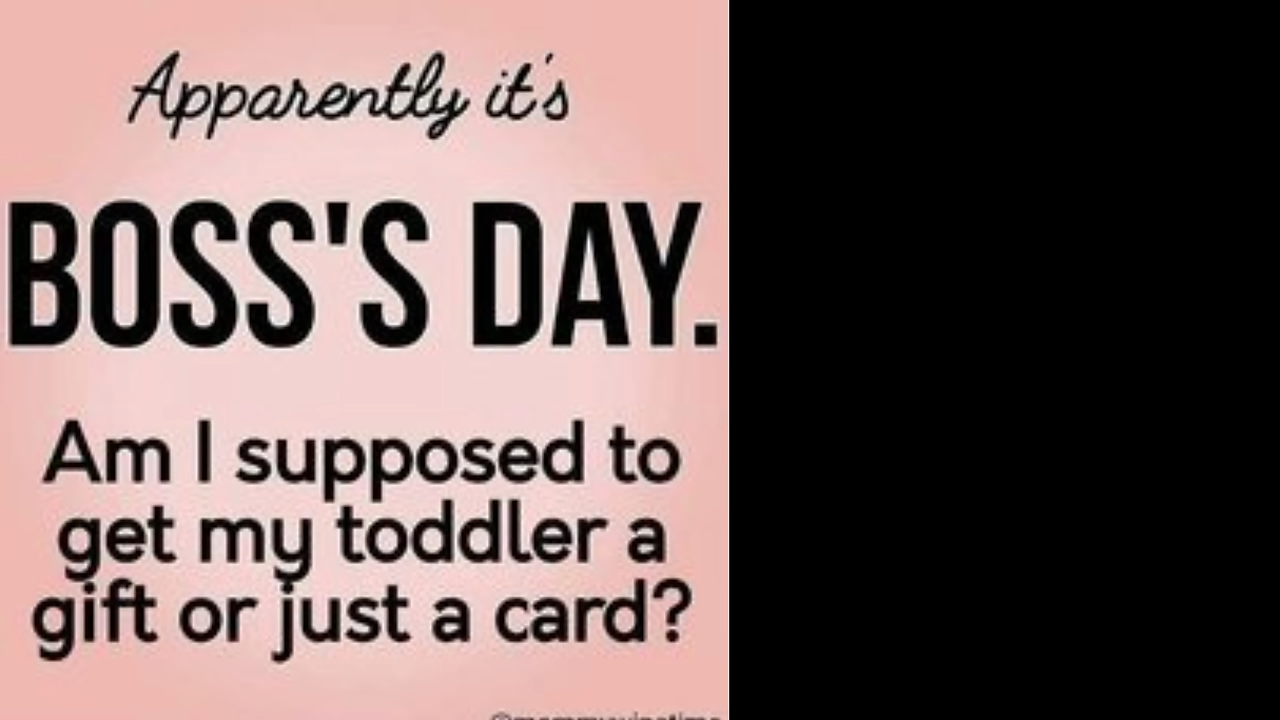 Apparently it's
BOSS'S DAY.
Am I supposed to
get my toddler a
gift or just a card?